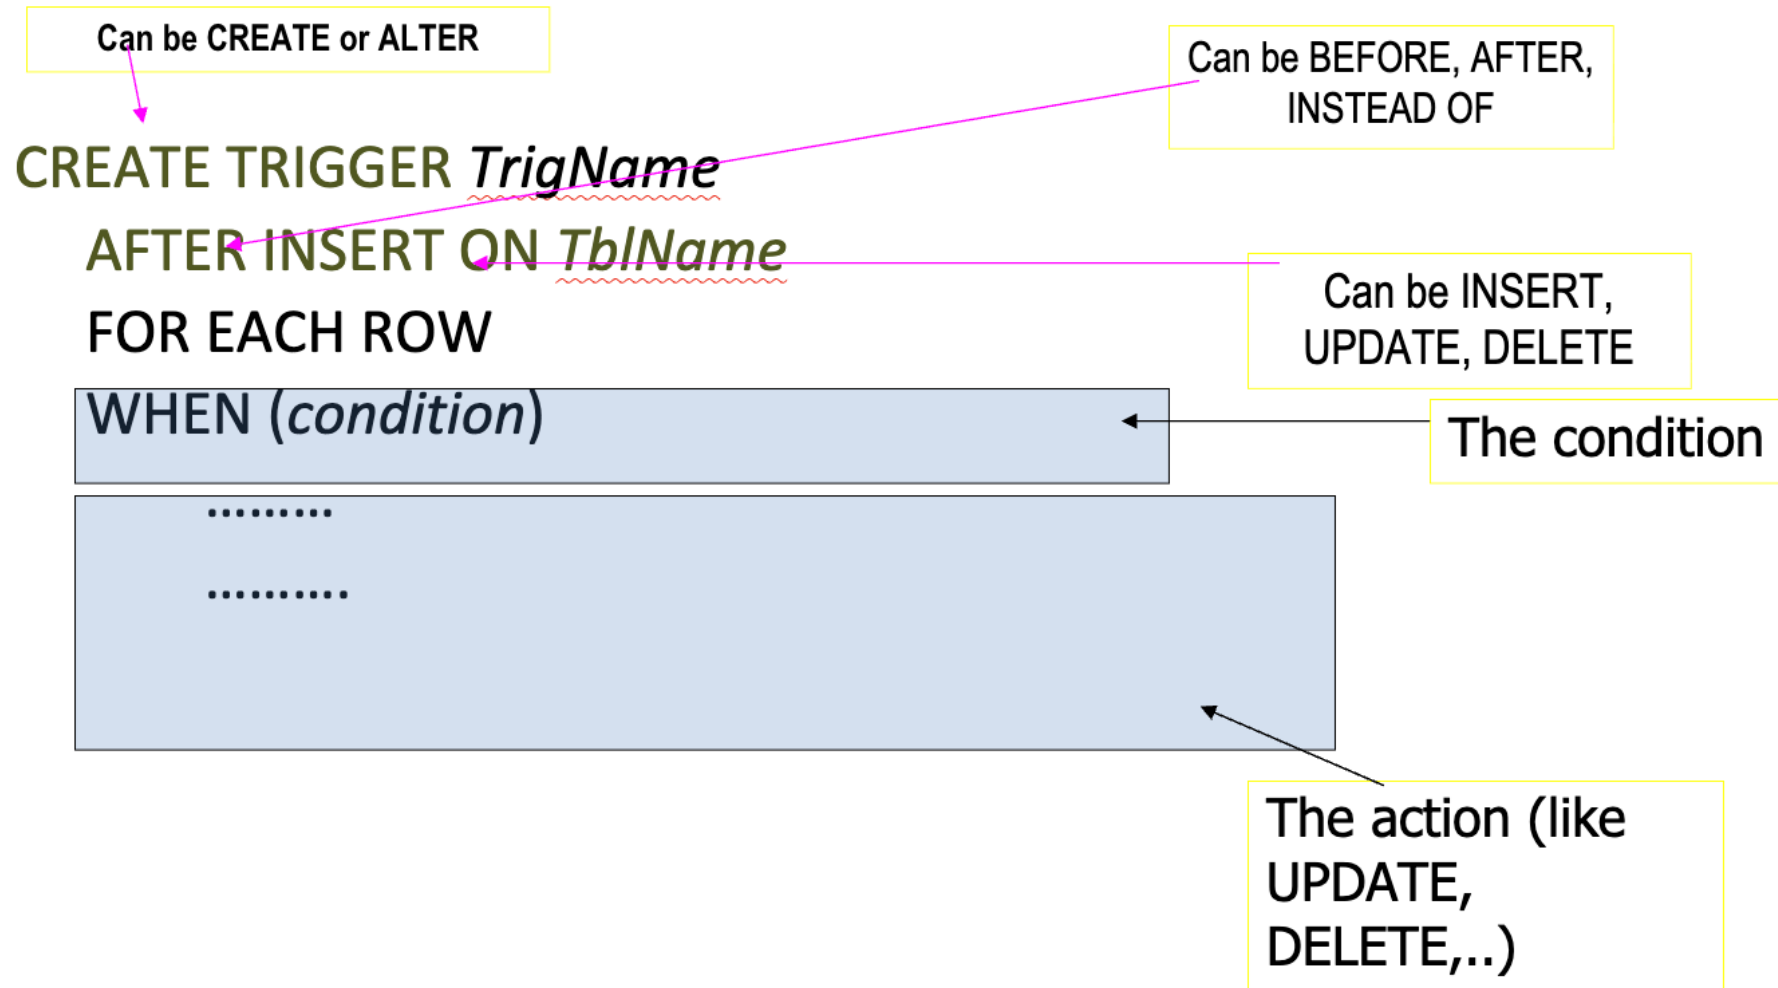 Can be CREATE or ALTER
Can be BEFORE, AFTER,
INSTEAD OF
CREATE TRIGGER TrigName
AFTER INSERT ON TblName
Can be INSERT,
UPDATE, DELETE
FOR EACH ROW
WHEN (condition)
The condition
.........
..........
The action (like
UPDATE,
DELETE,..)